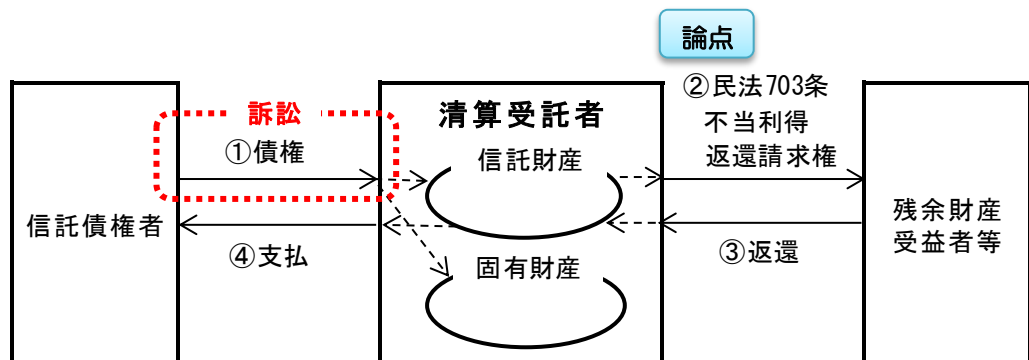 論点
訴訟
①債権
信託債権者
④支払
清算受託者
信託財産
固有財産
②民法703条
不当利得
返還請求権
③返還
残余財産
受益者等